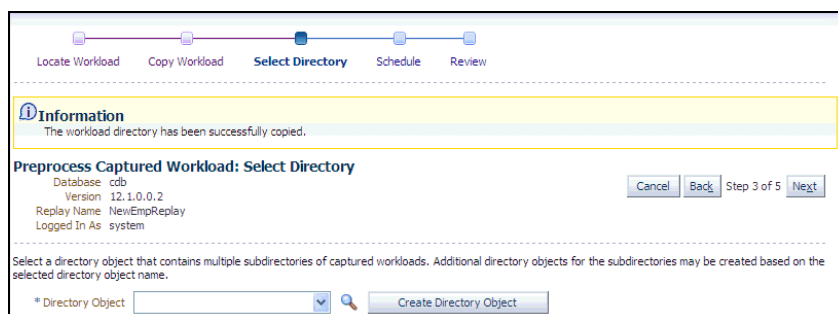 Locate Workload Copy Workload Select Directory Schedule Review
Information
The workload directory has been successfully copied.
Preprocess Captured Workload: Select Directory
Database cdb
Version 12.1.0.0.2
Replay Name NewEmpReplay
Logged In As system
Cancel Back Step 3 of 5 Next
Select a directory object that contains multiple subdirectories of captured workloads. Additional directory objects for the subdirectories may be created based on the
selected directory object name.
* Directory Object Create Directory Object